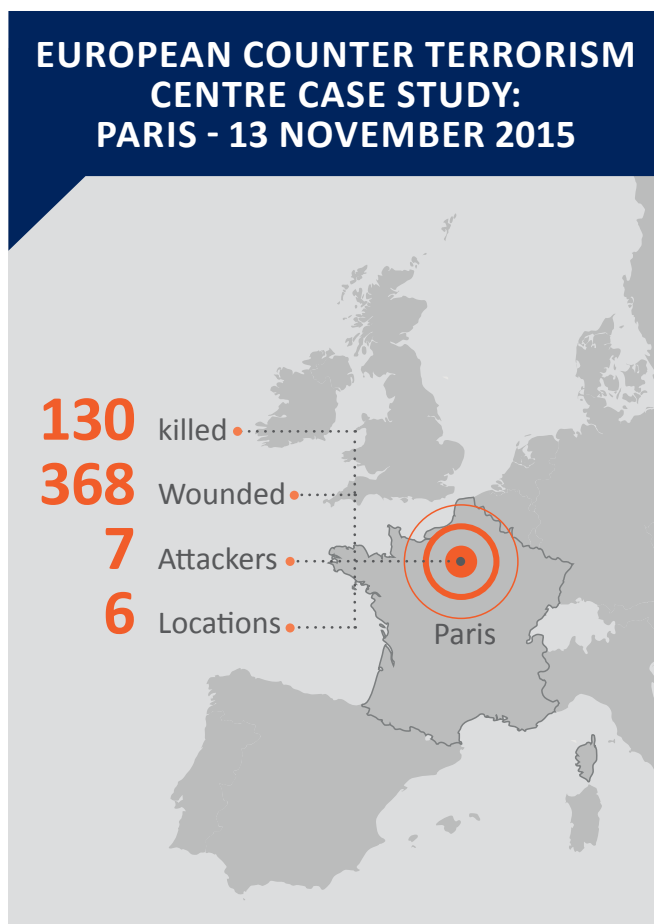 EUROPEAN COUNTER TERRORISM
CENTRE CASE STUDY:
PARIS - 13 NOVEMBER 2015
130 killed
368 Wounded
7 Attackers
6 Locations
Paris